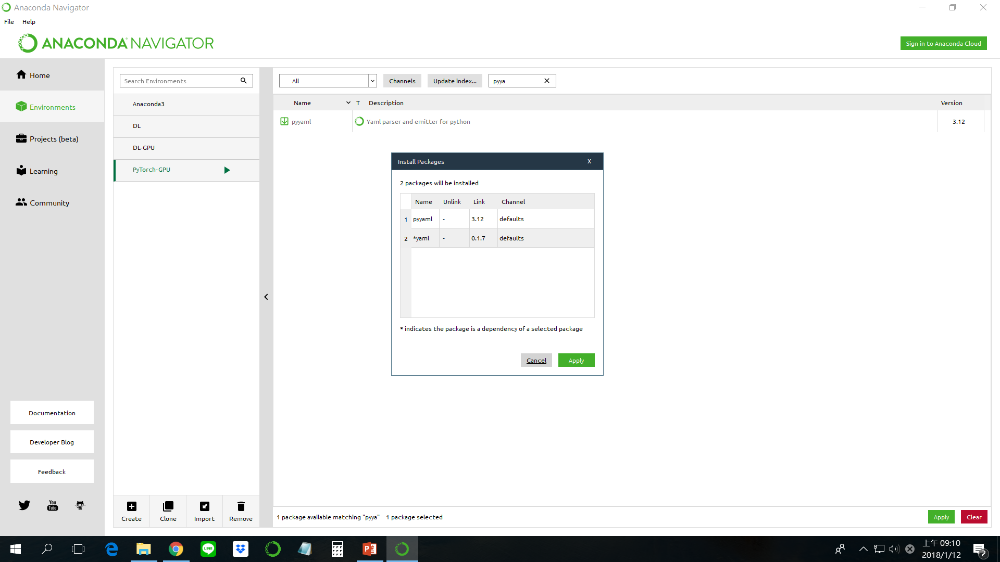 Anaconda Navigator
File Help
ANACONDA NAVIGATOR
Sign in to Anaconda Cloud
Home
Environments
Projects (beta)
Learning
Community
Documentation
Developer Blog
Feedback
You
Tube
Search Environments
Anaconda3
DL
DL-GPU
PyTorch-GPU
Create Clone Import Remove
All Channels Update index... pyya
Name T Description Version
pyyaml Yaml parser and emitter for python 3.12
Install Packages X
2 packages will be installed
Name Unlink Link Channel
1 pyyaml - 3.12 defaults
2 *yaml - 0.1.7 defaults
* indicates the package is a dependency of a selected package
Cancel Apply
1 package available matching "pyya" 1 package selected
Apply Clear
LINE
上午 09:10
2018/1/12
2